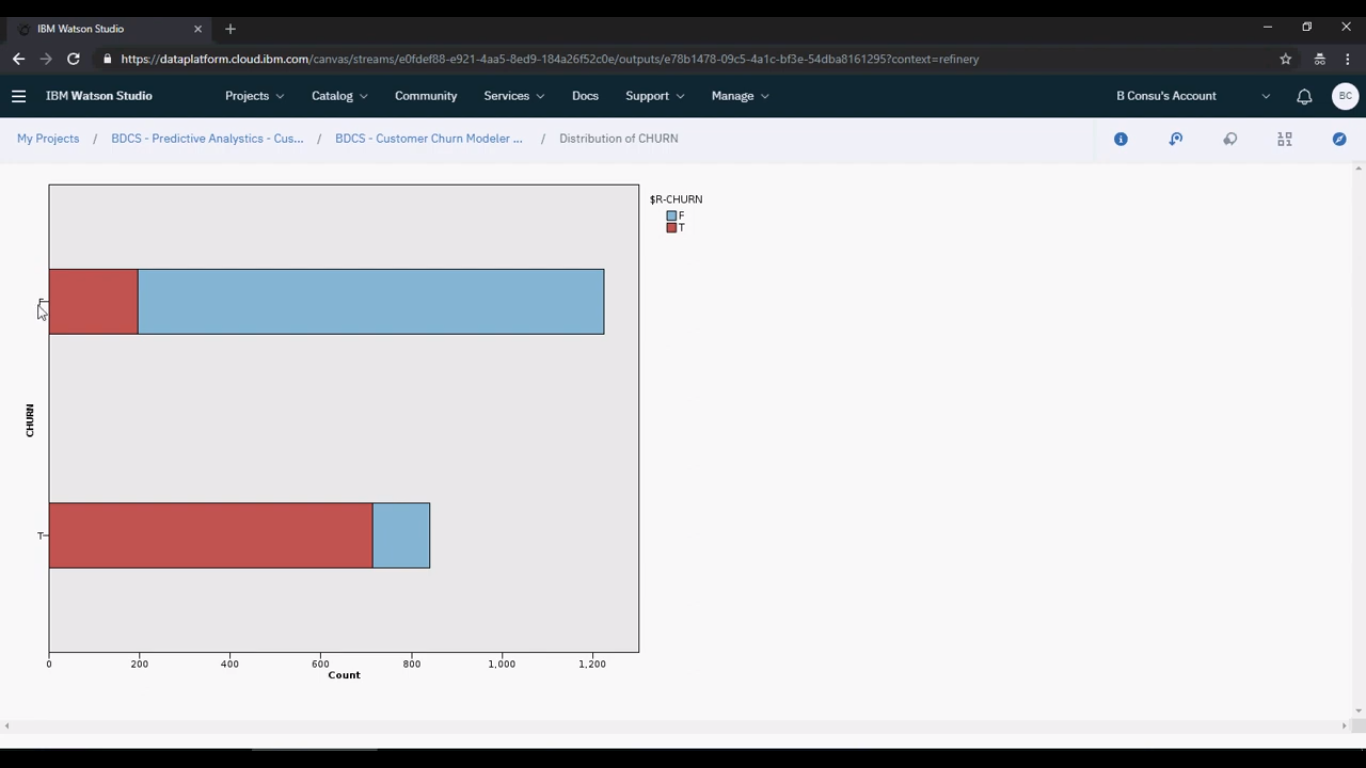 IBM Watson Studio
https://dataplatform.cloud.ibm.com/canvas/streams/e0fdef88-e921-4aa5-8ed9-184a26f52c0e/outputs/e78b1478-09c5-4a1c-bf3e-54dba8161295?context=refinery
IBM Watson Studio Projects Catalog Community Services Docs Support Manage B Consu's Account BC
My Projects / BDCS - Predictive Analystics - Cus... / BDCS - Customer Churn Modeler ... / Distribution of CHURN
$R-CHURN
F
T
F
CHURN
T
0 200 400 600 800 1,000 1,200
Count